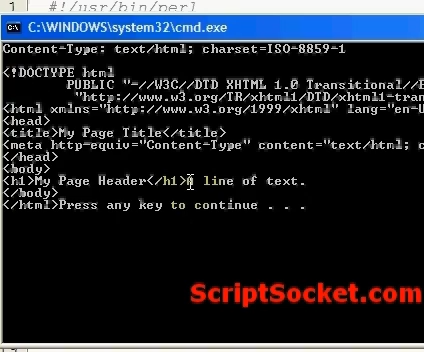 1 #!/usr/bin/perl
C:\WINDOWS\system32\cmd.exe
Content-Type: text/html; charset=ISO-8859-1
<!DOCTYPE html
PUBLIC "-//W3C//DTD XHTML 1.0 Transitional//E
"http://www.w3.org/TR/xhtml1/DTD/xhtml1-tran
<html xmlns="http://www.w3.org/1999/xhtml" lang="en-U
<head>
<title>My Page Title</title>
<meta http-equiv="Content-Type" content="text/html; c
</head>
<body>
<h1>My Page Header</h1>A line of text.
</body>
</html>Press any key to continue . . .
ScriptSocket.com